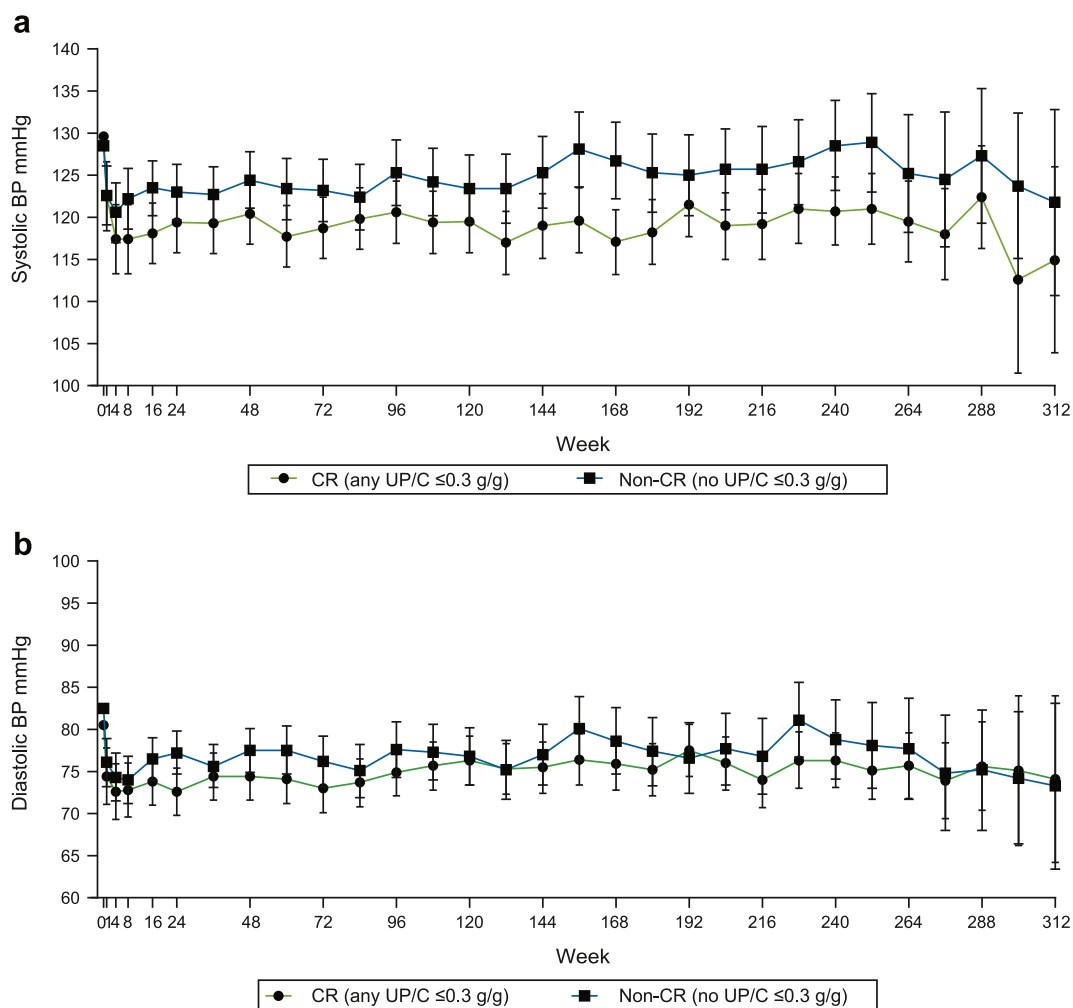 a
Systolic BP mmHg
140
135
130
125
120
115
110
105
100
0 1 4 8 16 24 48 72 96 120 144 168 192 216 240 264 288 312
Week
CR (any UP/C ≤0.3 g/g) Non-CR (no UP/C ≤0.3 g/g)
b
Diastolic BP mmHg
100
95
90
85
80
75
70
65
60
0 1 4 8 16 24 48 72 96 120 144 168 192 216 240 264 288 312
Week
CR (any UP/C ≤0.3 g/g) Non-CR (no UP/C ≤0.3 g/g)